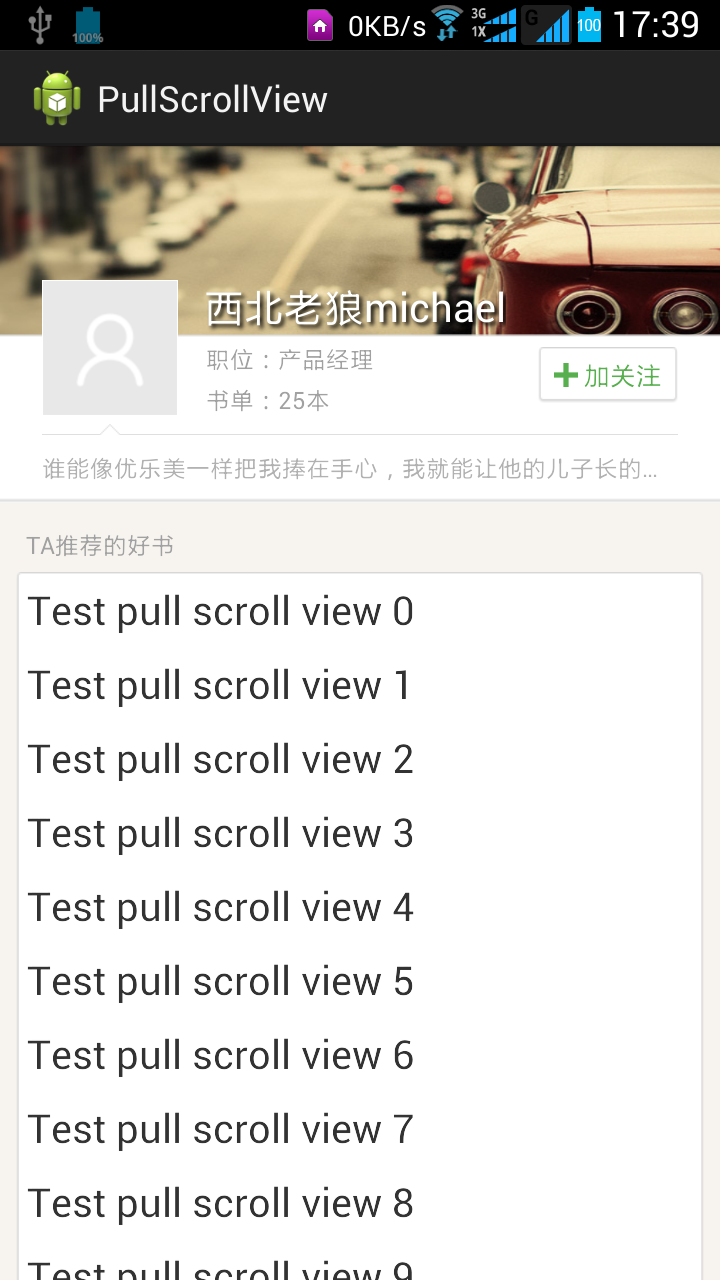 100%
0KB/s
3G
1X
G
100
17:39
PullScrollView
西北老狼michael
职位：产品经理
书单：25本
加关注
谁能像优乐美一样把我捧在手心，我就能让他的儿子长的...
TA推荐的好书
Test pull scroll view 0
Test pull scroll view 1
Test pull scroll view 2
Test pull scroll view 3
Test pull scroll view 4
Test pull scroll view 5
Test pull scroll view 6
Test pull scroll view 7
Test pull scroll view 8
Test pull scroll view 9